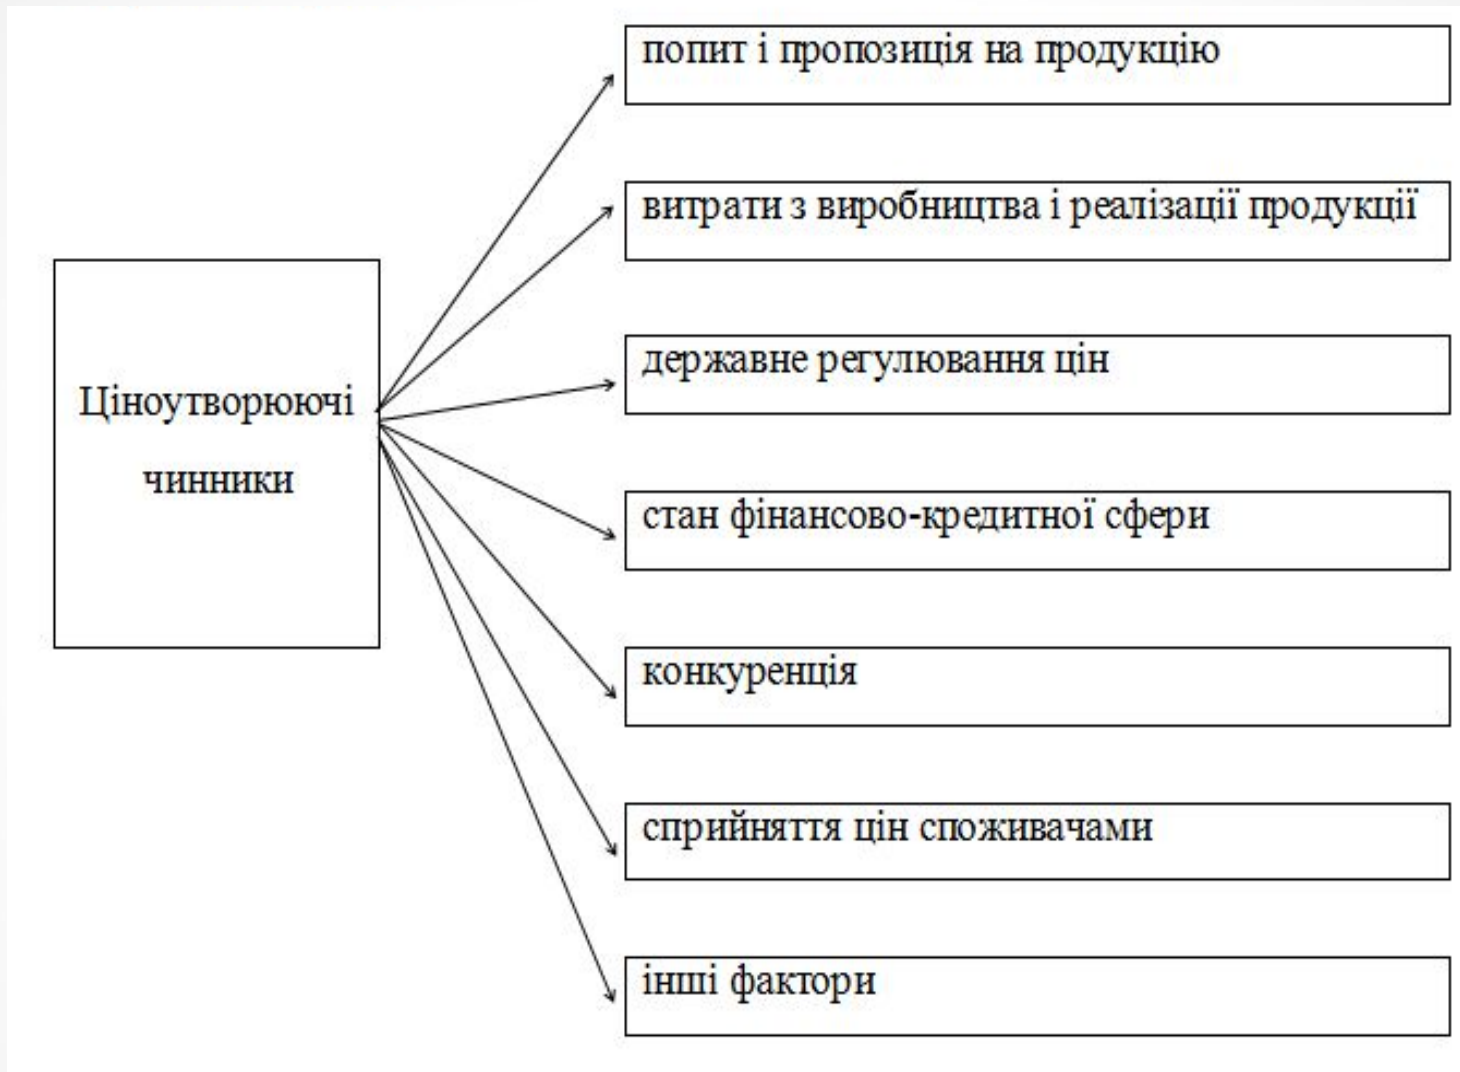 попит і пропозиція на продукцію
витрати з виробництва і реалізації продукції
державне регулювання цін
Ціноутворюючі
чинники
стан фінансово-кредитної сфери
конкуренція
сприйняття цін споживачами
інші фактори